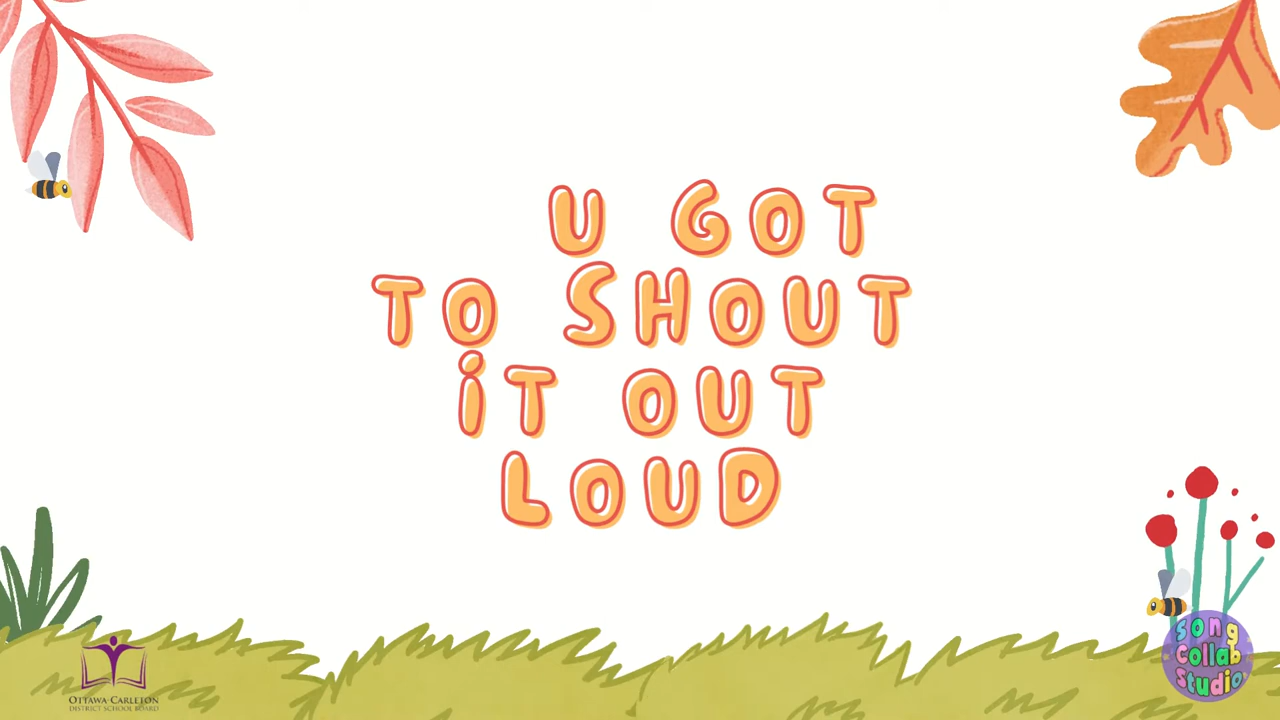 U GOT
TO SHOUT
iT OUT
LOUD
OTTAWA-CARLETON
DISTRICT SCHOOL BOARD
song
Collab
Studio